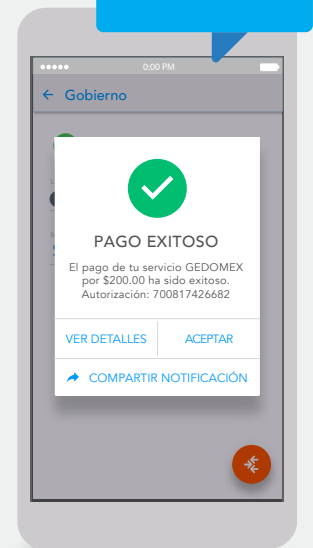 0:00 PM
← Gobierno
PAGO EXITOSO
El pago de tu servicio GEDOMEX
por $200.00 ha sido exitoso.
Autorización: 700817426682
VER DETALLES
ACEPTAR
COMPARTIR NOTIFICACIÓN